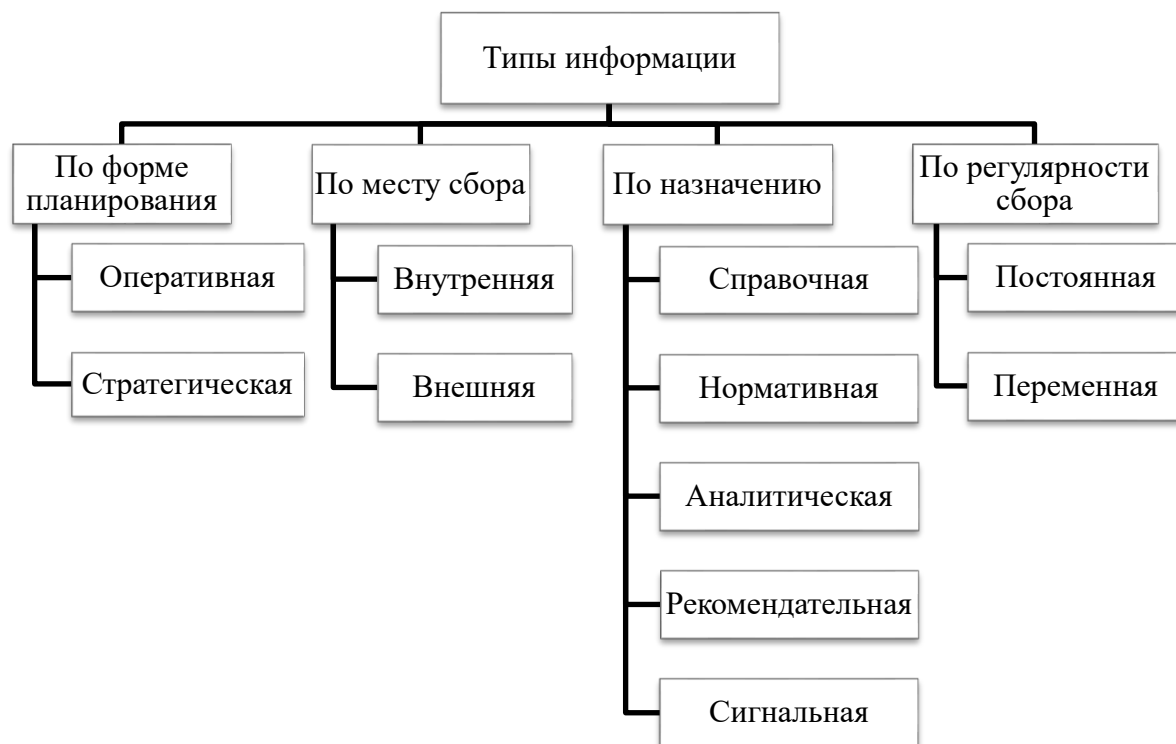 Типы информации
По форме
планирования
Оперативная
Стратегическая
По месту сбора
Внутренняя
Внешняя
По назначению
Справочная
Нормативная
Аналитическая
Рекомендательная
Сигнальная
По регулярности
сбора
Постоянная
Переменная